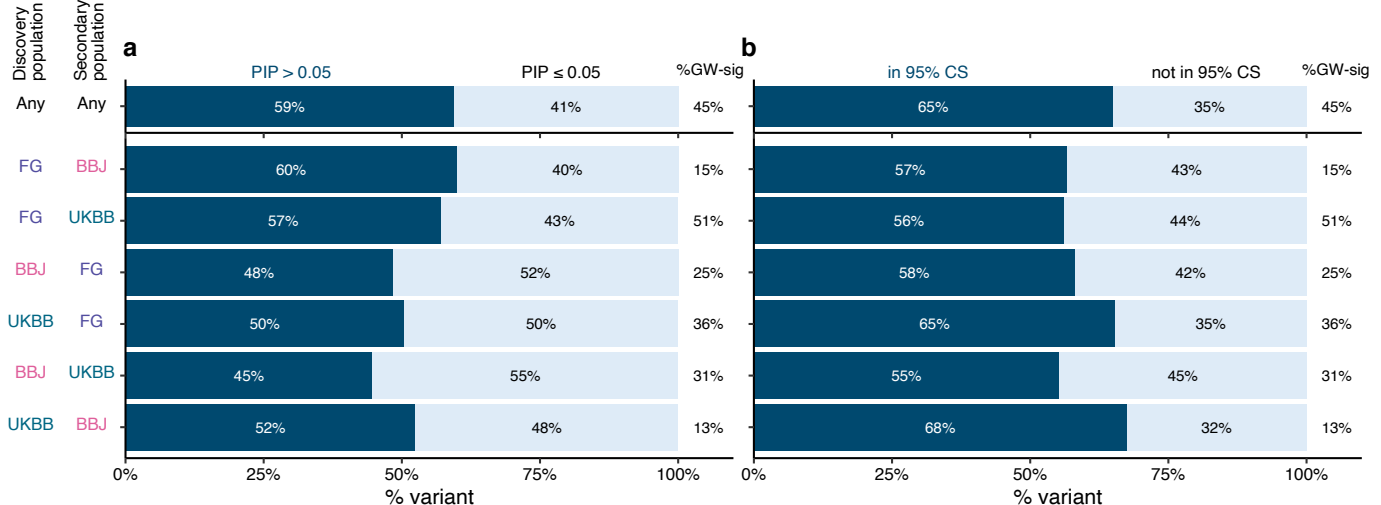 Discovery
population
Secondary
population
a
b
PIP > 0.05
PIP ≤ 0.05
%GW-sig
in 95% CS
not in 95% CS
%GW-sig
Any Any 59% 41% 45% 65% 35% 45%
FG BBJ 60% 40% 15% 57% 43% 15%
FG UKBB 57% 43% 51% 56% 44% 51%
BBJ FG 48% 52% 25% 58% 42% 25%
UKBB FG 50% 50% 36% 65% 35% 36%
BBJ UKBB 45% 55% 31% 55% 45% 31%
UKBB BBJ 52% 48% 13% 68% 32% 13%
0% 25% 50% 75% 100% 0% 25% 50% 75% 100%
% variant % variant